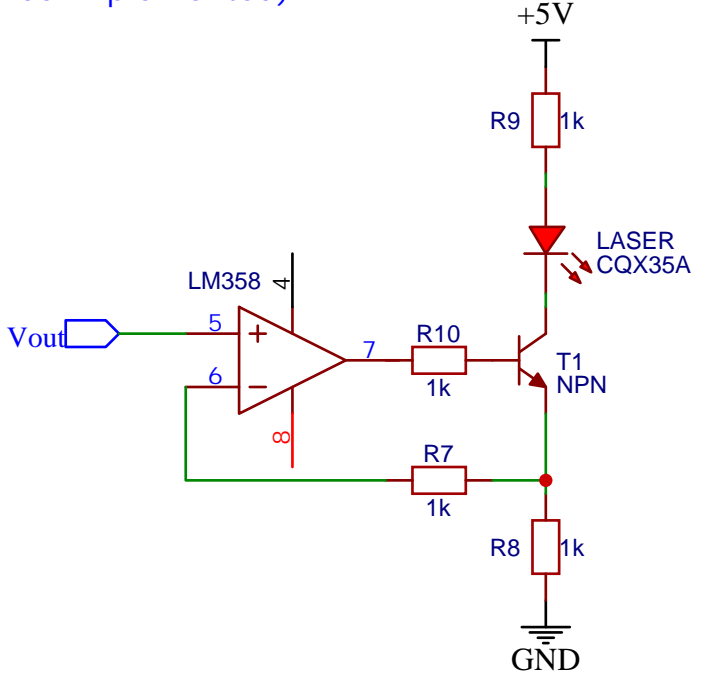 +5V
R9 1k
LASER
CQX35A
LM358
4
Vout
5
+
6
−
7
8
R10
1k
T1
NPN
R7
1k
R8 1k
GND